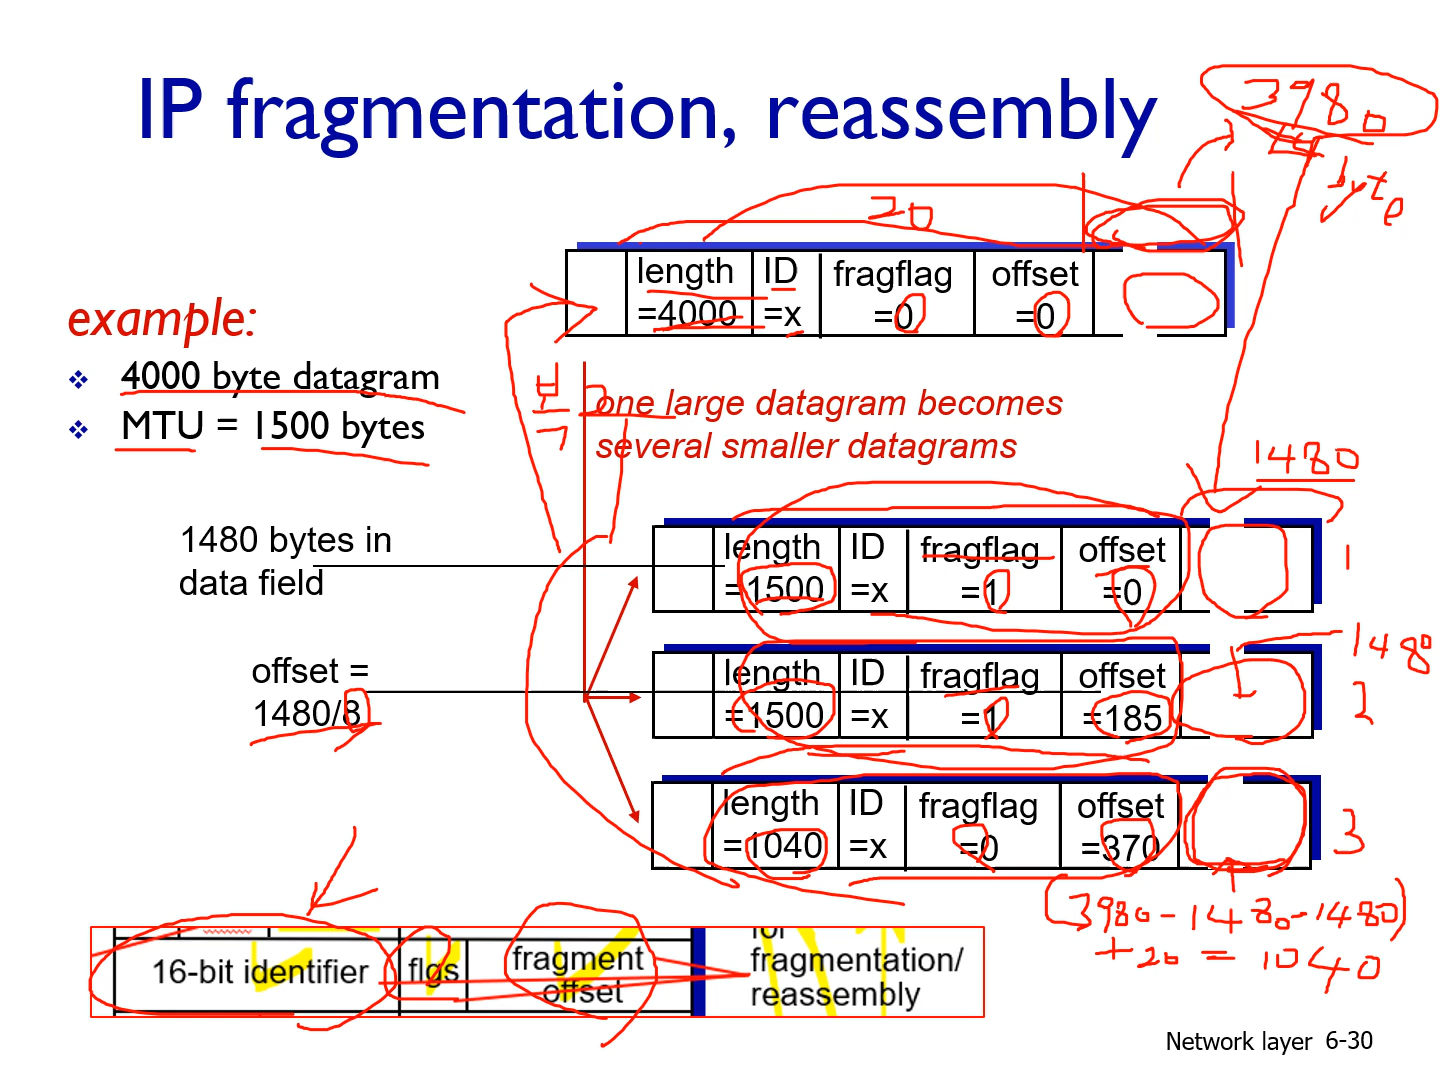 IP fragmentation, reassembly
3980
byte
20
length ID fragflag offset
=4000 =x =0 =0
example:
❖ 4000 byte datagram
❖ MTU = 1500 bytes
one large datagram becomes
several smaller datagrams
1480
1480 bytes in
data field
length ID fragflag offset
=1500 =x =1 =0
1
offset =
1480/8
length ID fragflag offset
=1500 =x =1 =185
1480
2
length ID fragflag offset
=1040 =x =0 =370
3
(3980-1480-1480)
+20 = 1040
16-bit identifier flgs fragment
offset
for
fragmentation/
reassembly
Network layer 6-30